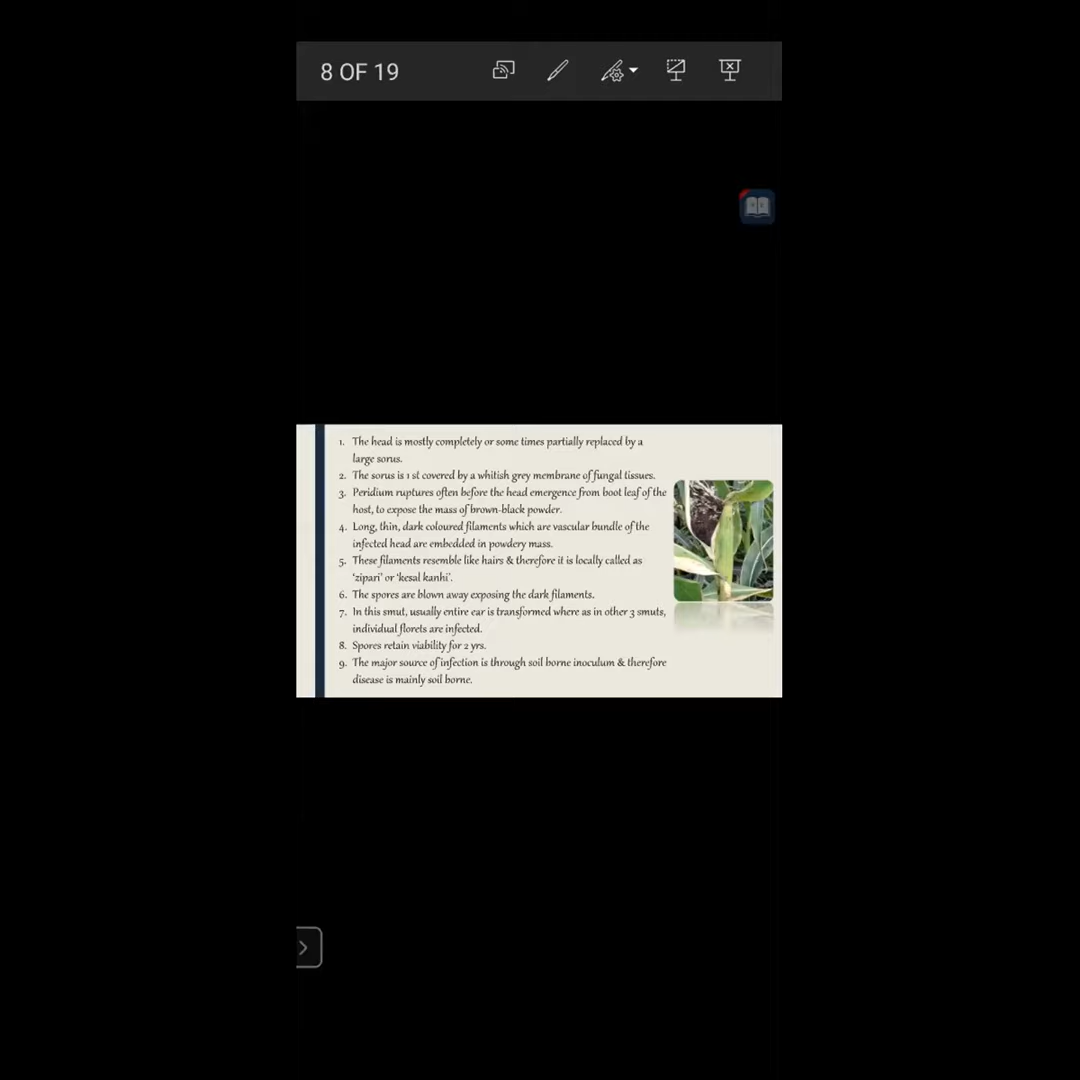 8 OF 19
1. The head is mostly completely or some times partially replaced by a
large sorus.
2. The sorus is 1 st covered by a whitish grey membrane of fungal tissues.
3. Peridium ruptures often before the head emergence from boot leaf of the
host, to expose the mass of brown-black powder.
4. Long, thin, dark coloured filaments which are vascular bundle of the
infected head are embedded in powdery mass.
5. These filaments resemble like hairs & therefore it is locally called as
‘zipari’ or ‘kesal kanhi’.
6. The spores are blown away exposing the dark filaments.
7. In this smut, usually entire ear is transformed where as in other 3 smuts,
individual florets are infected.
8. Spores retain viability for 2 yrs.
9. The major source of infection is through soil borne inoculum & therefore
disease is mainly soil borne.